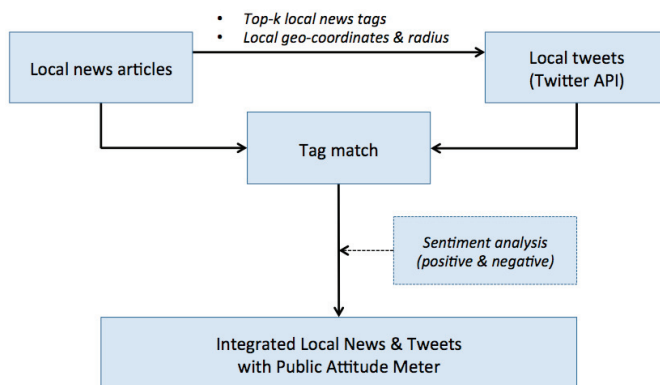 • Top-k local news tags
• Local geo-coordinates & radius
Local news articles
Local tweets
(Twitter API)
Tag match
Sentiment analysis
(positive & negative)
Integrated Local News & Tweets
with Public Attitude Meter